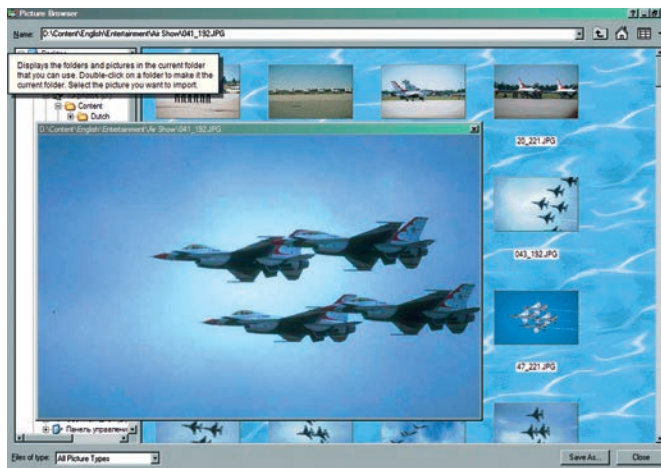 Picture Browser
Name: D:\Content\English\Entertainment\Air Show\041_192.JPG
Displays the folders and pictures in the current folder
that you can use. Double-click on a folder to make it the
current folder. Select the picture you want to import.
Content
Dutch
D:\Content\English\Entertainment\Air Show\041_192.JPG
20_221.JPG
043_192.JPG
47_221.JPG
Панель управлени
Files of type: All Picture Types
Save As...
Close